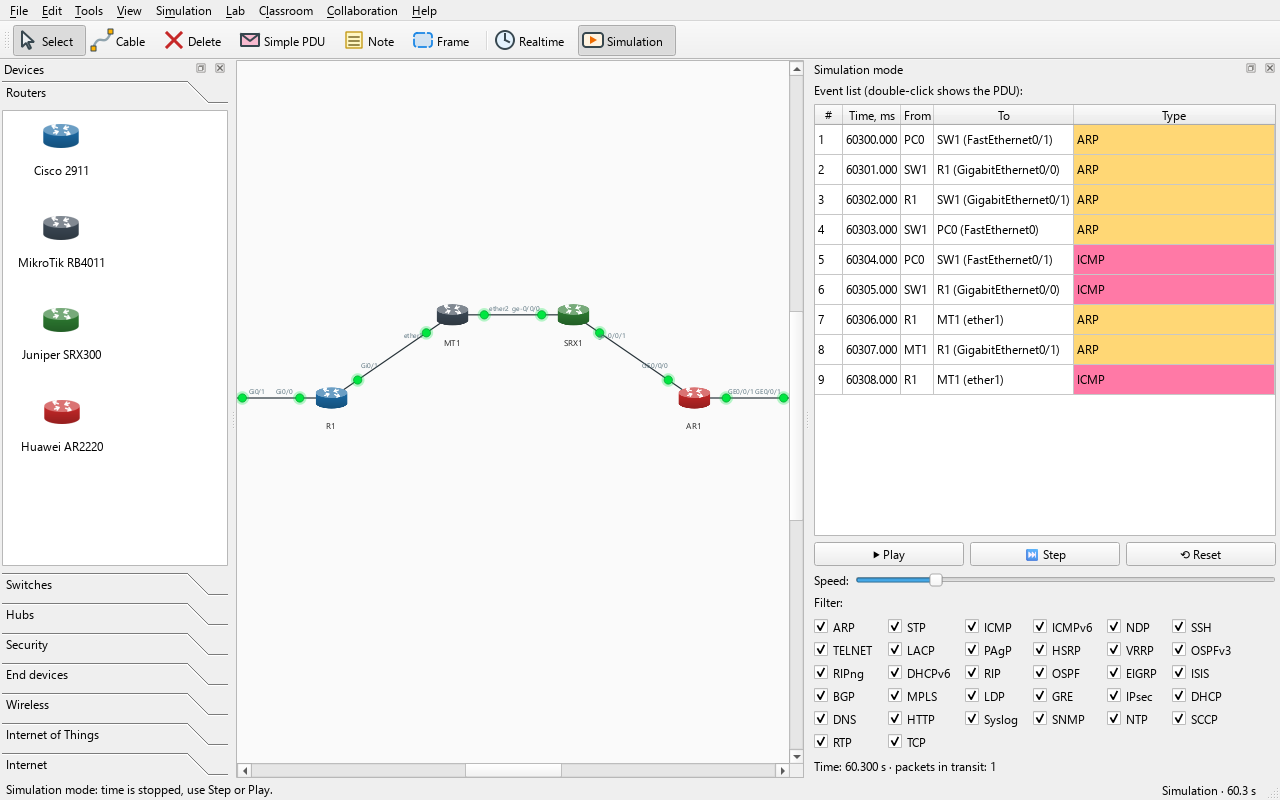 File Edit Tools View Simulation Lab Classroom Collaboration Help
Select Cable Delete Simple PDU Note Frame Realtime Simulation
Devices
Routers
Cisco 2911
MikroTik RB4011
Juniper SRX300
Huawei AR2220
Switches
Hubs
Security
End devices
Wireless
Internet of Things
Internet
ether2 ge-0/0/0
MT1 SRX1
0/0/1
Gi0/1 Gi0/0
R1
GE0/0/1 GE0/0/1
AR1
Simulation mode
Event list (double-click shows the PDU):
# Time, ms From To Type
1 60300.000 PC0 SW1 (FastEthernet0/1) ARP
2 60301.000 SW1 R1 (GigabitEthernet0/0) ARP
3 60302.000 R1 SW1 (GigabitEthernet0/1) ARP
4 60303.000 SW1 PC0 (FastEthernet0) ARP
5 60304.000 PC0 SW1 (FastEthernet0/1) ICMP
6 60305.000 SW1 R1 (GigabitEthernet0/0) ICMP
7 60306.000 R1 MT1 (ether1) ARP
8 60307.000 MT1 R1 (GigabitEthernet0/1) ARP
9 60308.000 R1 MT1 (ether1) ICMP
Play Step Reset
Speed:
Filter:
ARP STP ICMP ICMPv6 NDP SSH
TELNET LACP PAgP HSRP VRRP OSPFv3
RIPng DHCPv6 RIP OSPF EIGRP ISIS
BGP MPLS LDP GRE IPsec DHCP
DNS HTTP Syslog SNMP NTP SCCP
RTP TCP
Time: 60.300 s · packets in transit: 1
Simulation mode: time is stopped, use Step or Play. Simulation · 60.3 s